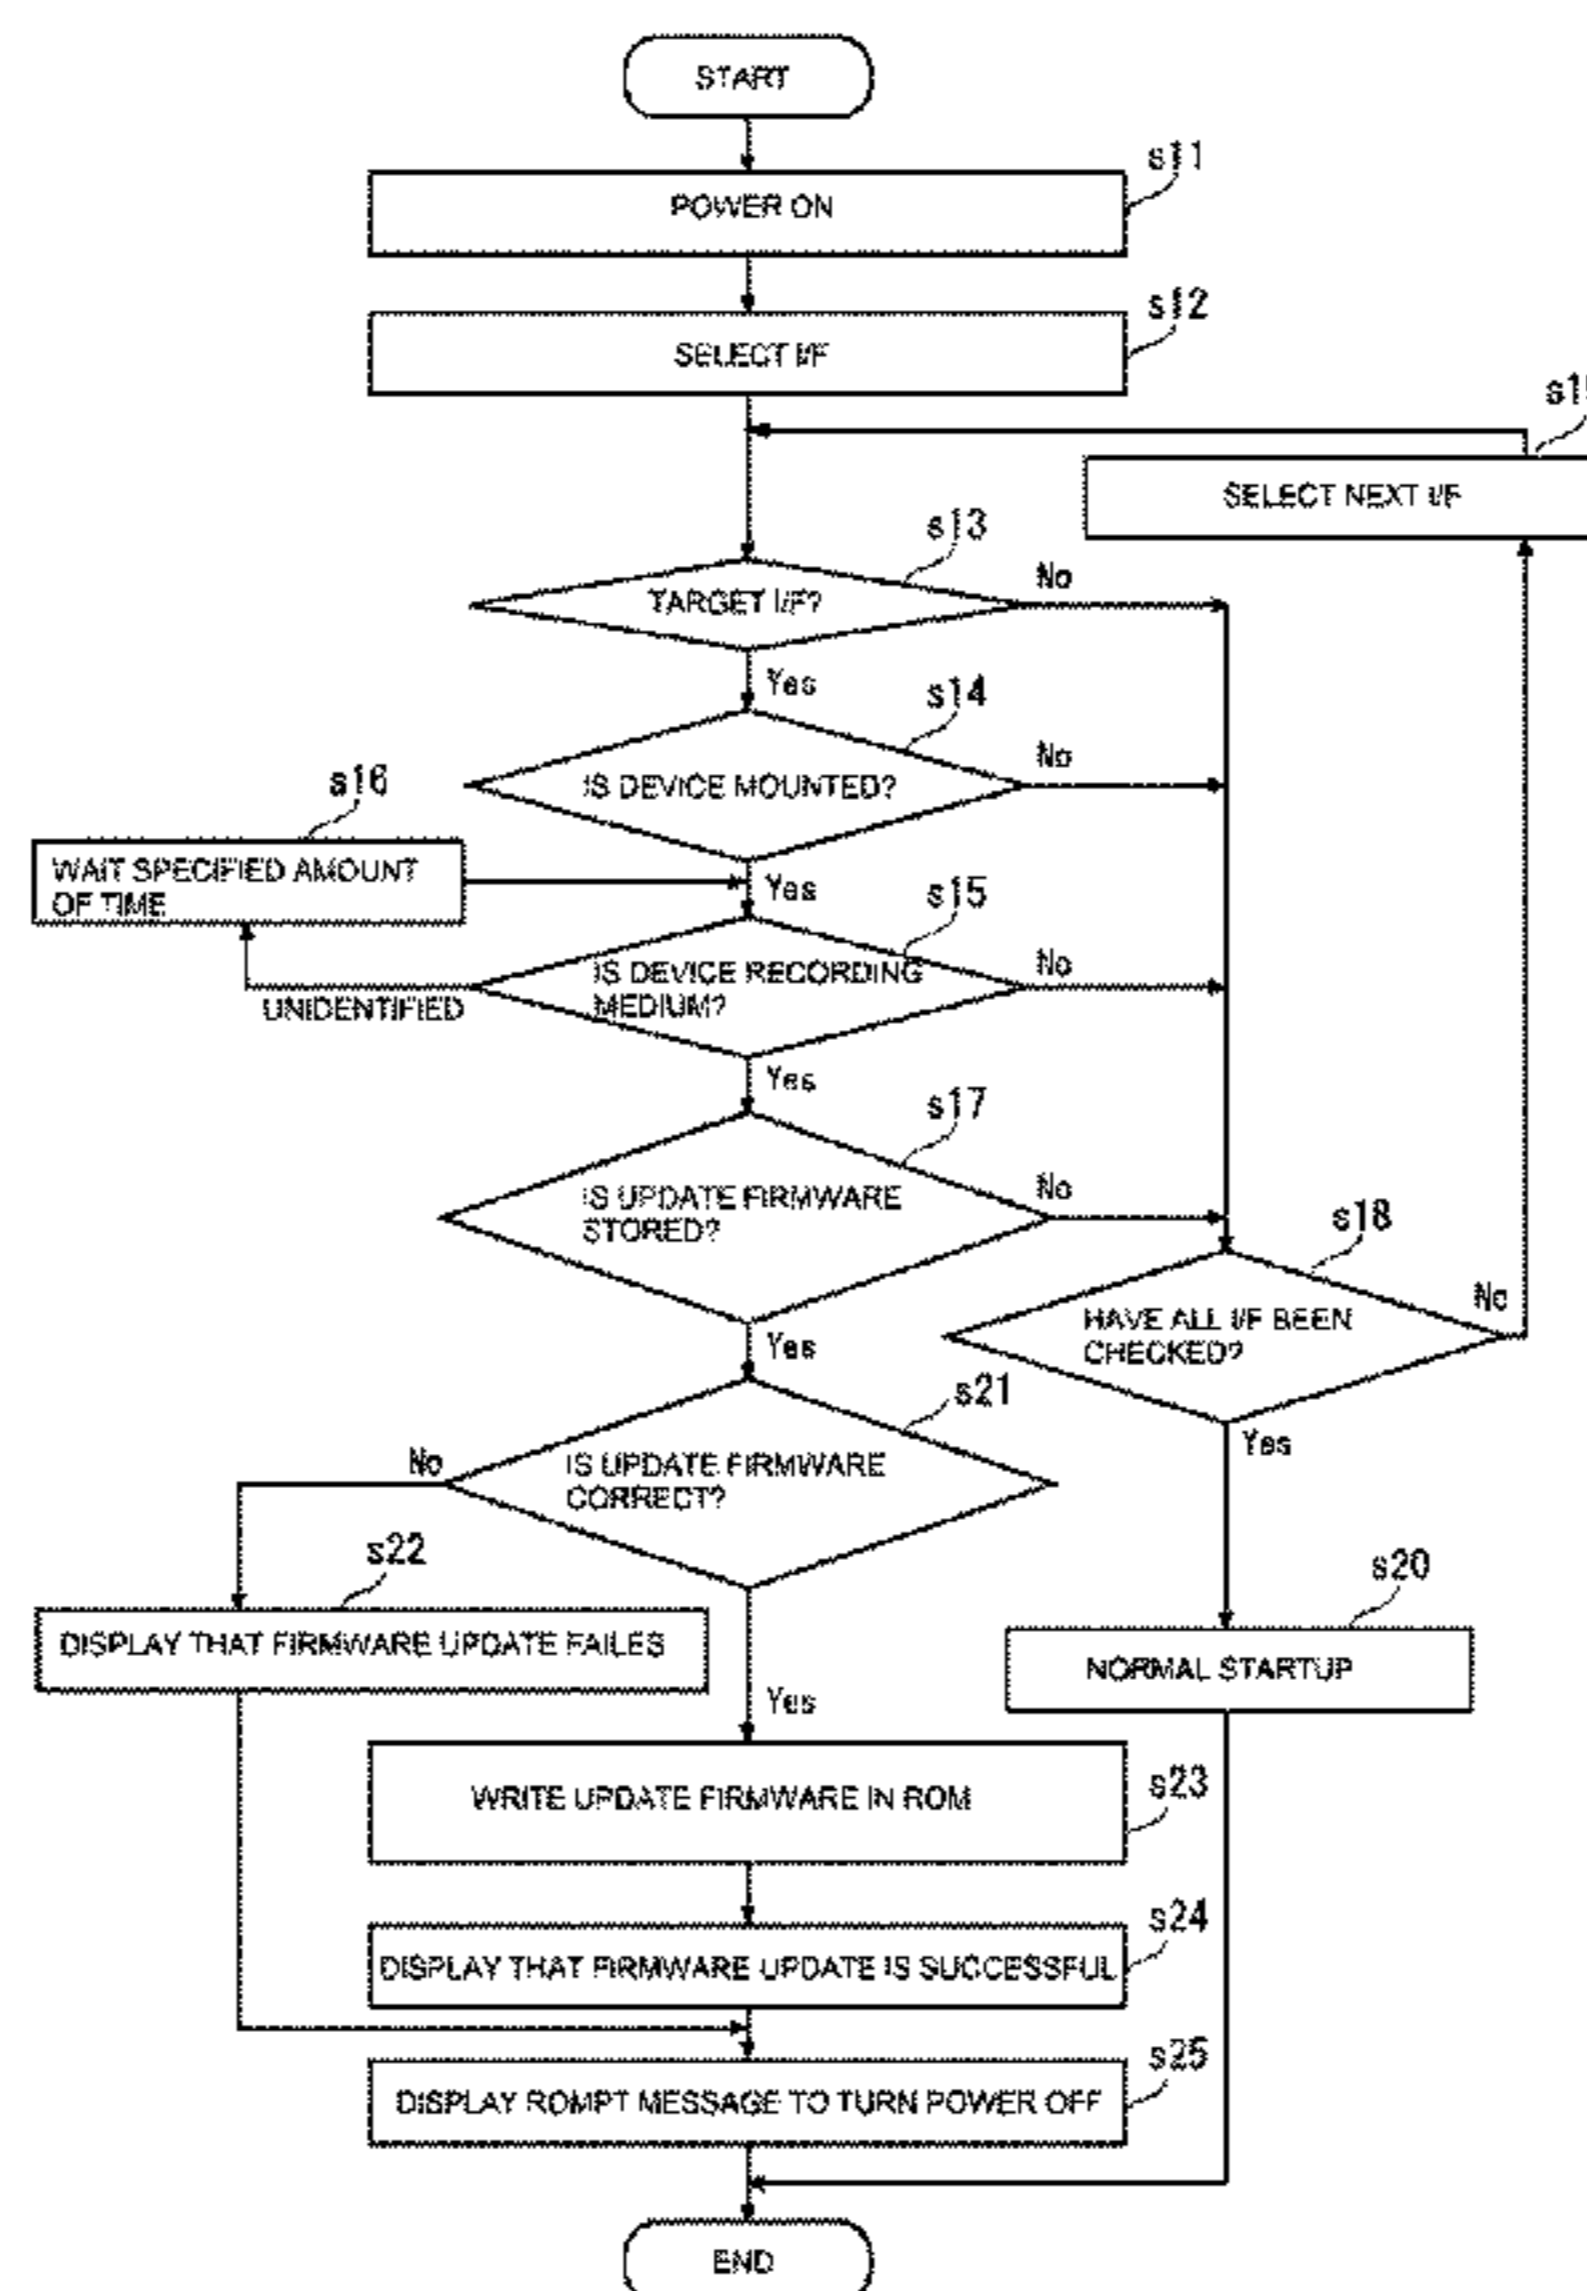 START
s11
POWER ON
s12
SELECT I/F
SELECT NEXT I/F
s13
TARGET I/F?
No
Yes
s14
IS DEVICE MOUNTED?
No
s16
WAIT SPECIFIED AMOUNT
OF TIME
Yes
s15
IS DEVICE RECORDING
MEDIUM?
No
UNIDENTIFIED
Yes
s17
IS UPDATE FIRMWARE
STORED?
No
s18
HAVE ALL I/F BEEN
CHECKED?
No
Yes
Yes
s21
IS UPDATE FIRMWARE
CORRECT?
No
s22
DISPLAY THAT FIRMWARE UPDATE FAILES
s20
NORMAL STARTUP
Yes
WRITE UPDATE FIRMWARE IN ROM
s23
s24
DISPLAY THAT FIRMWARE UPDATE IS SUCCESSFUL
s25
DISPLAY ROMPT MESSAGE TO TURN POWER OFF
END